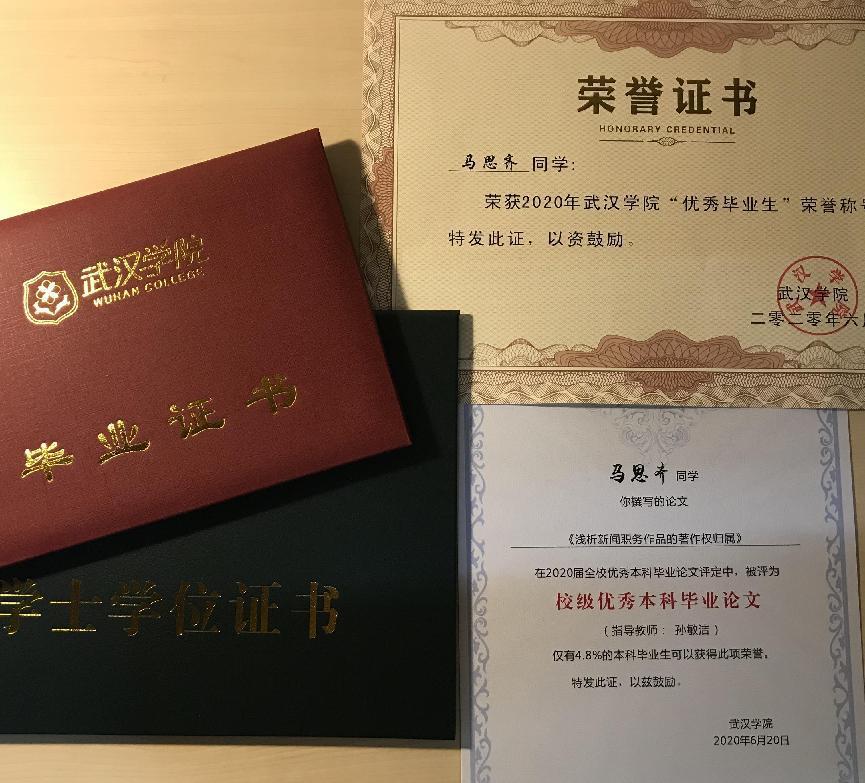 荣誉证书
HONORARY CREDENTIAL
马思齐 同学:
荣获2020年武汉学院“优秀毕业生”荣誉称号
特发此证，以资鼓励。
武汉学院
二零二零年六月
武汉学院
武汉学院
WUHAN COLLEGE
毕业证书
学士学位证书
马思齐 同学
你撰写的论文
《浅析新闻职务作品的著作权归属》
在2020届全校优秀本科毕业论文评定中，被评为
校级优秀本科毕业论文
（指导教师：孙敏洁）
仅有4.8%的本科毕业生可以获得此项荣誉。
特发此证，以兹鼓励。
武汉学院
2020年6月20日